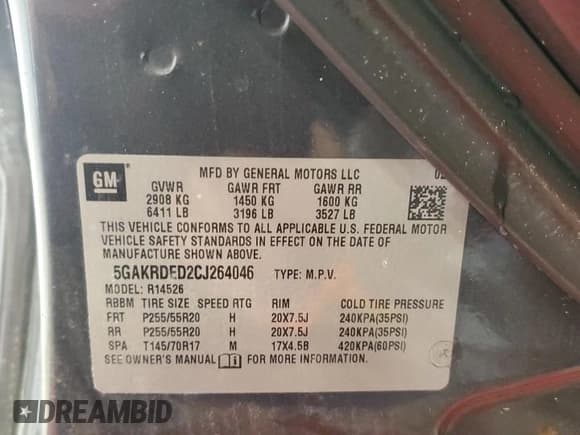 GM
MFD BY GENERAL MOTORS LLC
GVWR GAWR FRT GAWR RR
2908 KG 1450 KG 1600 KG
6411 LB 3196 LB 3527 LB
THIS VEHICLE CONFORMS TO ALL APPLICABLE U.S. FEDERAL MOTOR
VEHICLE SAFETY STANDARDS IN EFFECT ON THE DATE OF
MANUFACTURE SHOWN ABOVE.
5GAKRDED2CJ264046 TYPE: M.P.V.
MODEL: R14526
RBBM TIRE SIZE SPEED RTG RIM COLD TIRE PRESSURE
FRT P255/55R20 H 20X7.5J 240KPA(35PSI)
RR P255/55R20 H 20X7.5J 240KPA(35PSI)
SPA T145/70R17 M 17X4.5B 420KPA(60PSI)
SEE OWNER'S MANUAL FOR MORE INFORMATION.
DREAMBID